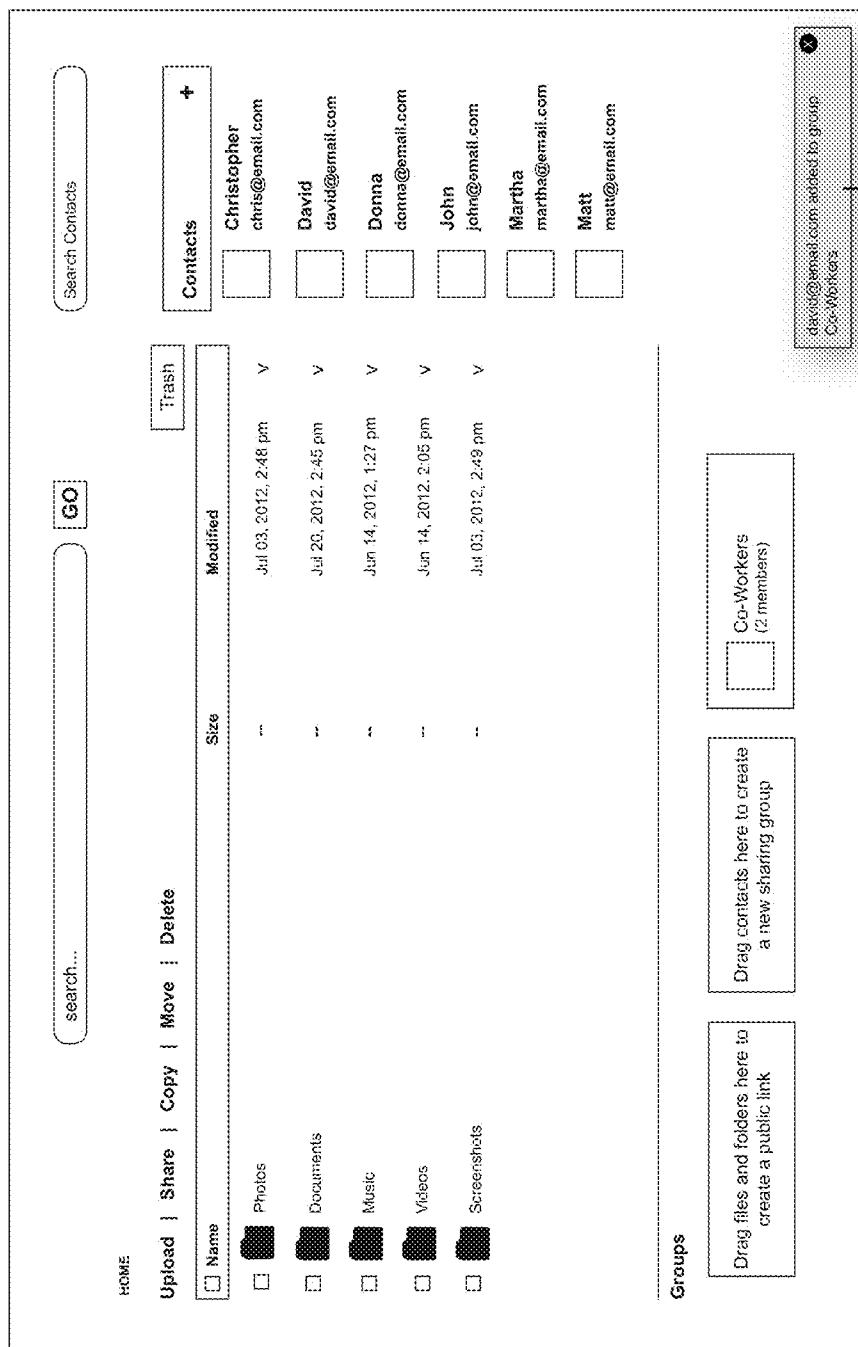 search...
GO
Search Contacts
HOME
Upload | Share | Copy | Move | Delete
Trash
Name Size Modified
Photos -- Jul 03, 2012, 2:48 pm V
Documents -- Jul 20, 2012, 2:45 pm V
Music -- Jun 14, 2012, 1:27 pm V
Videos -- Jun 14, 2012, 2:05 pm V
Screenshots -- Jul 03, 2012, 2:49 pm V
Contacts +
Christopher
chris@email.com
David
david@email.com
Donna
donna@email.com
John
john@email.com
Martha
martha@email.com
Matt
matt@email.com
Groups
Drag files and folders here to
create a public link
Drag contacts here to create
a new sharing group
Co-Workers
(2 members)
david@email.com added to group
Co-Workers
X